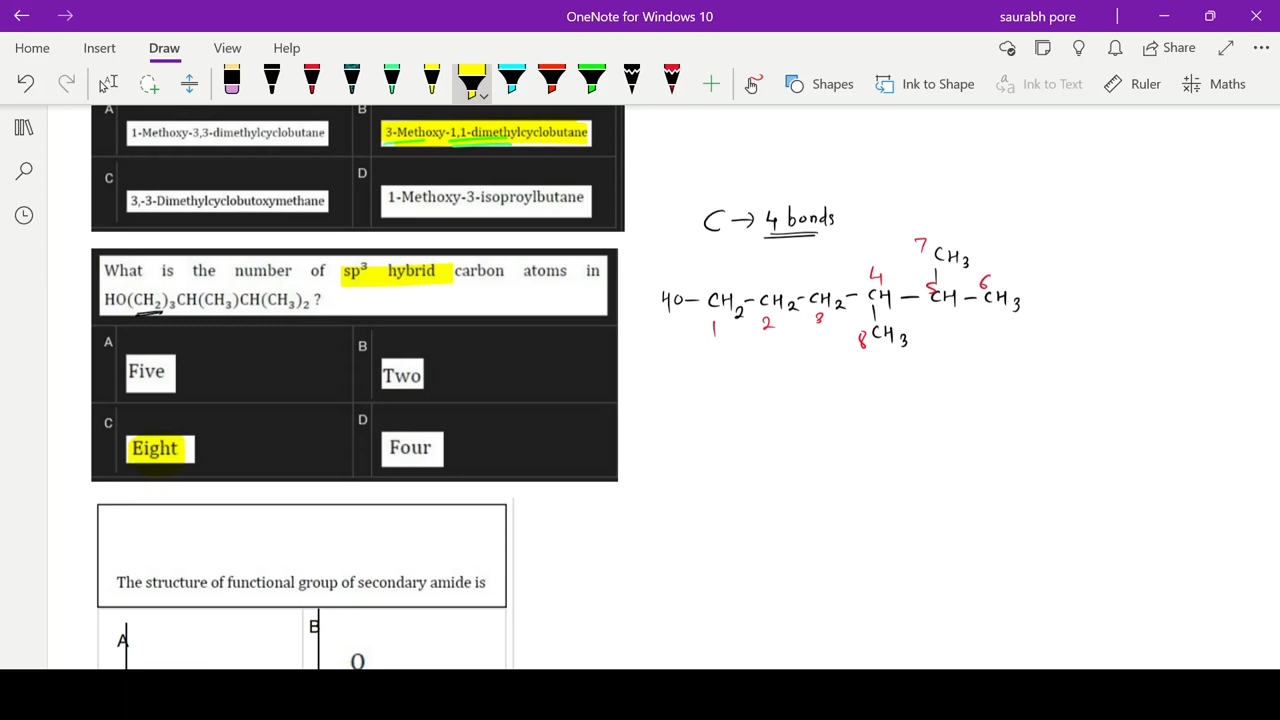 OneNote for Windows 10
saurabh pore
Home Insert Draw View Help
Share
Shapes
Ink to Shape
Ink to Text
Ruler
Maths
A
1-Methoxy-3,3-dimethylcyclobutane
B
3-Methoxy-1,1-dimethylcyclobutane
C
3,-3-Dimethylcyclobutoxymethane
D
1-Methoxy-3-isoproylbutane
What is the number of sp³ hybrid carbon atoms in
HO(CH₂)₃CH(CH₃)CH(CH₃)₂ ?
A
Five
B
Two
C
Eight
D
Four
The structure of functional group of secondary amide is
A
B
O
C → 4 bonds
7 CH₃
4 5 6
HO– CH₂ – CH₂ – CH₂ – CH – CH – CH₃
1 2 3
8 CH₃